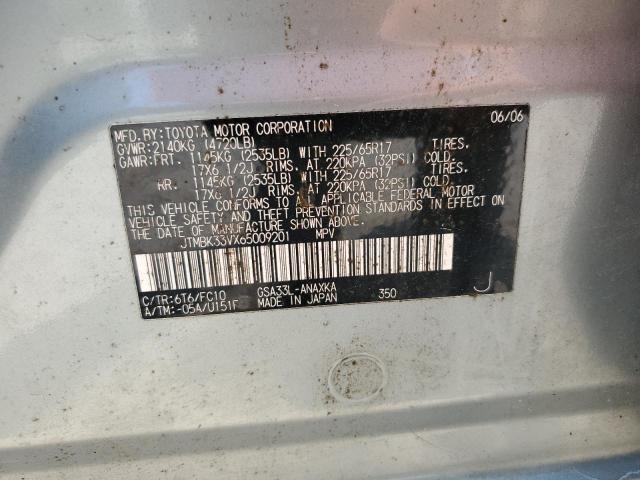 MFD. BY: TOYOTA MOTOR CORPORATION 06/06
GVWR: 2140KG (4720LB)
GAWR: FRT. 1145KG (2535LB) WITH 225/65R17 TIRES,
17X6 1/2J RIMS, AT 220KPA (32PSI) COLD.
RR. 1145KG (2535LB) WITH 225/65R17 TIRES,
17X6 1/2J RIMS, AT 220KPA (32PSI) COLD.
THIS VEHICLE CONFORMS TO ALL APPLICABLE FEDERAL MOTOR
VEHICLE SAFETY AND THEFT PREVENTION STANDARDS IN EFFECT ON
THE DATE OF MANUFACTURE SHOWN ABOVE.
JTMBK33VX65009201 MPV
C/TR: 6T6/FC10 GSA33L-ANAXKA 350 J
A/TM: -05A/U151F MADE IN JAPAN